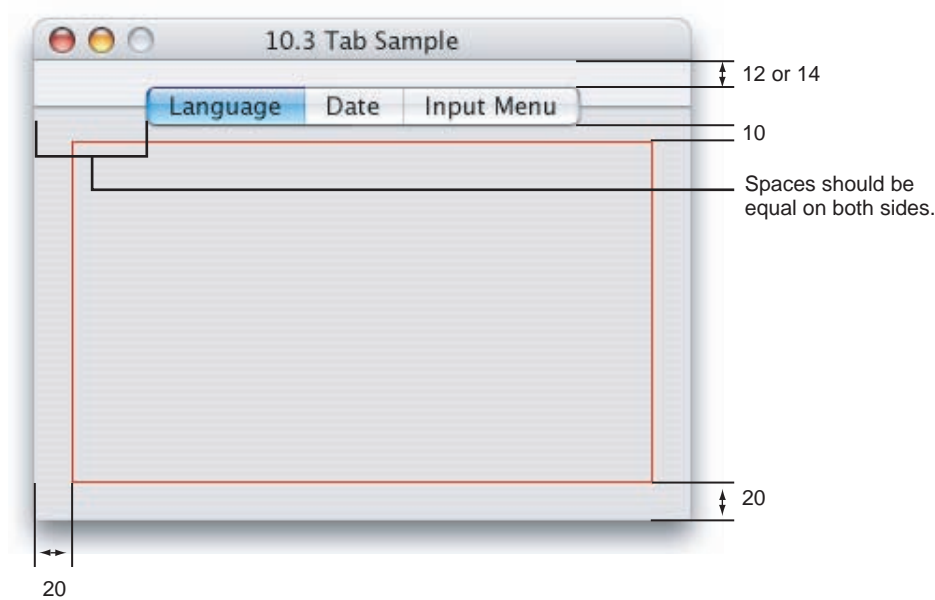 10.3 Tab Sample
12 or 14
Language Date Input Menu
10
Spaces should be
equal on both sides.
20
20